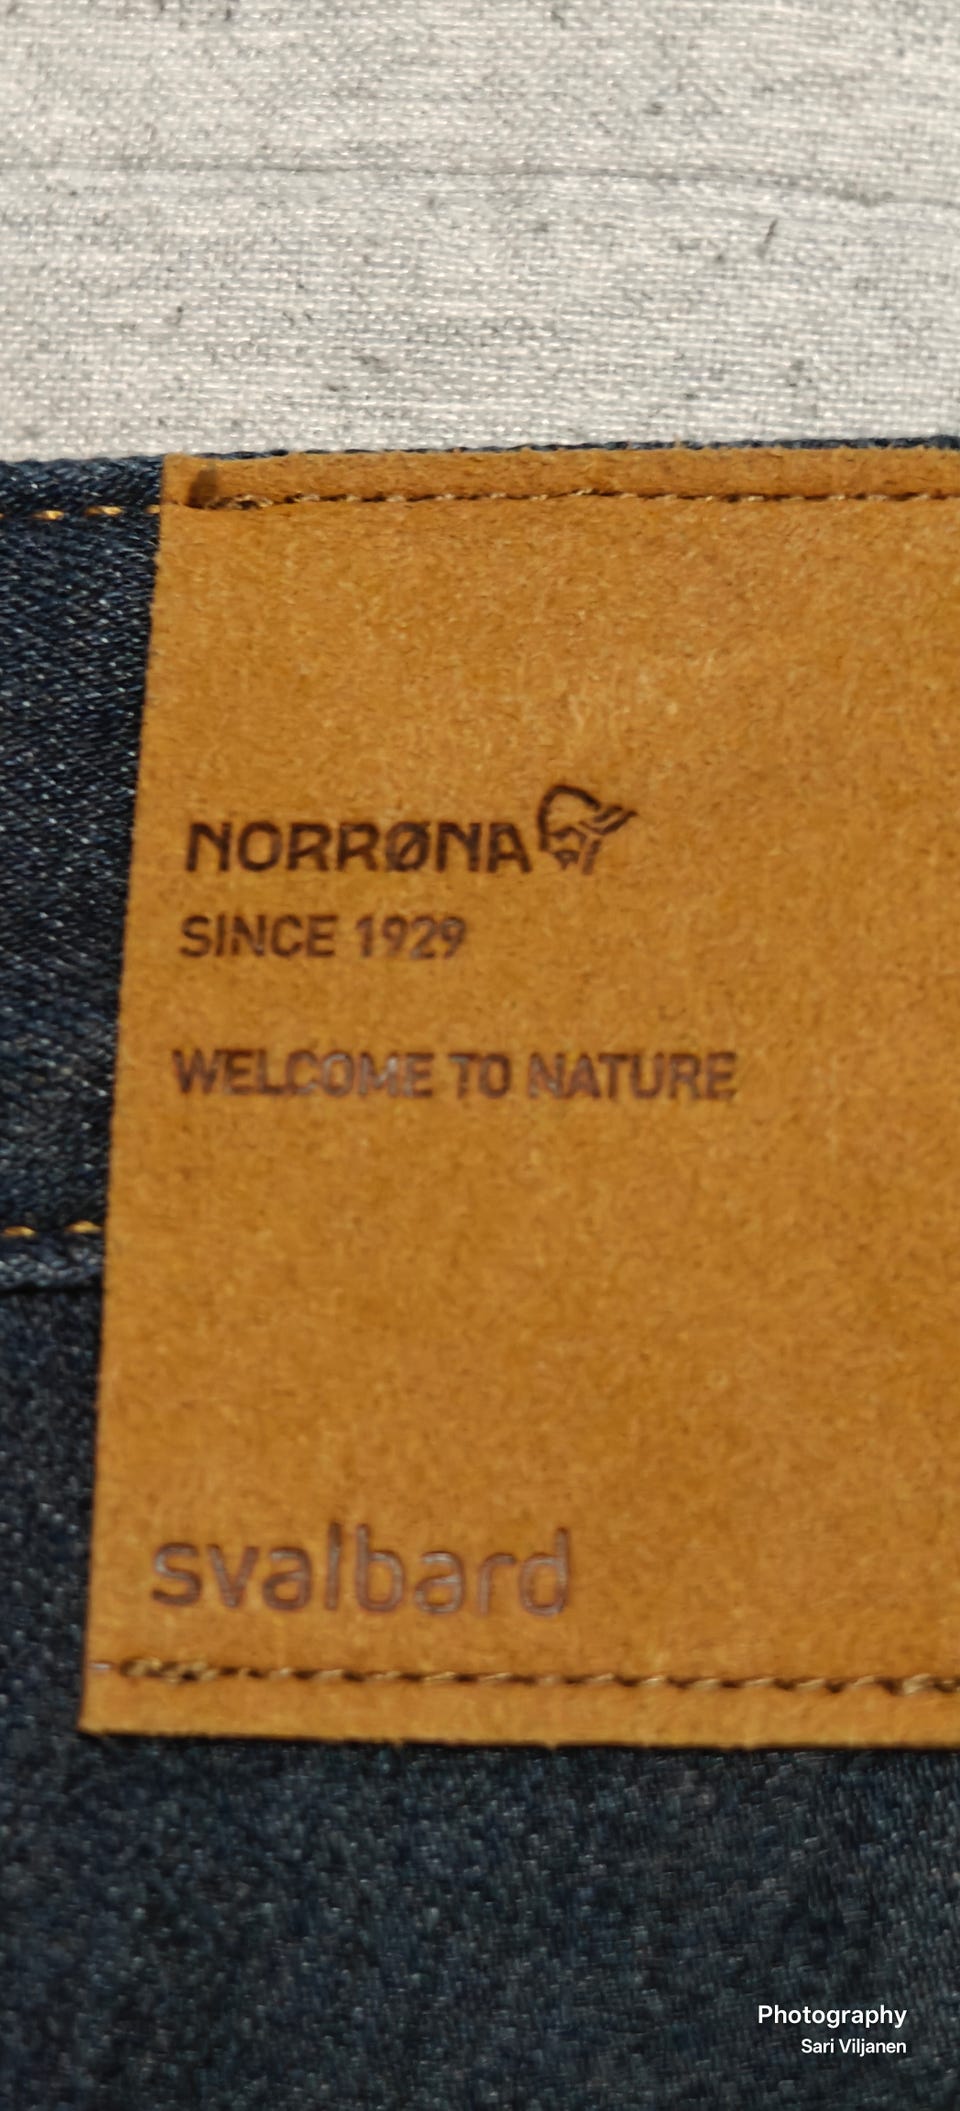 NORRØNA
SINCE 1929
WELCOME TO NATURE
svalbard
Photography
Sari Viljanen